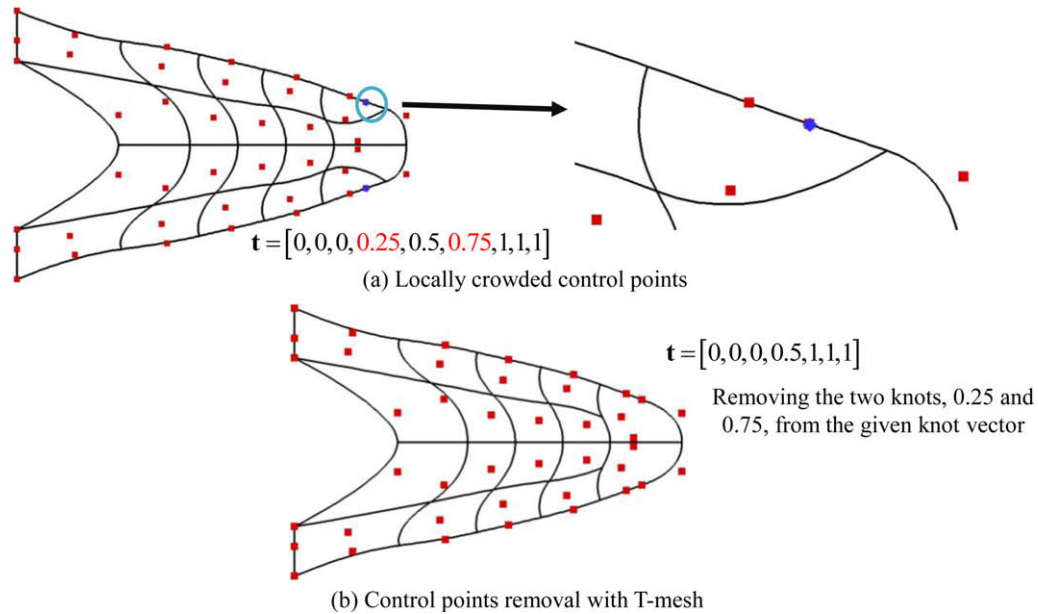 t = [0,0,0,0.25,0.5,0.75,1,1,1]
(a) Locally crowded control points
t = [0,0,0,0.5,1,1,1]
Removing the two knots, 0.25 and
0.75, from the given knot vector
(b) Control points removal with T-mesh